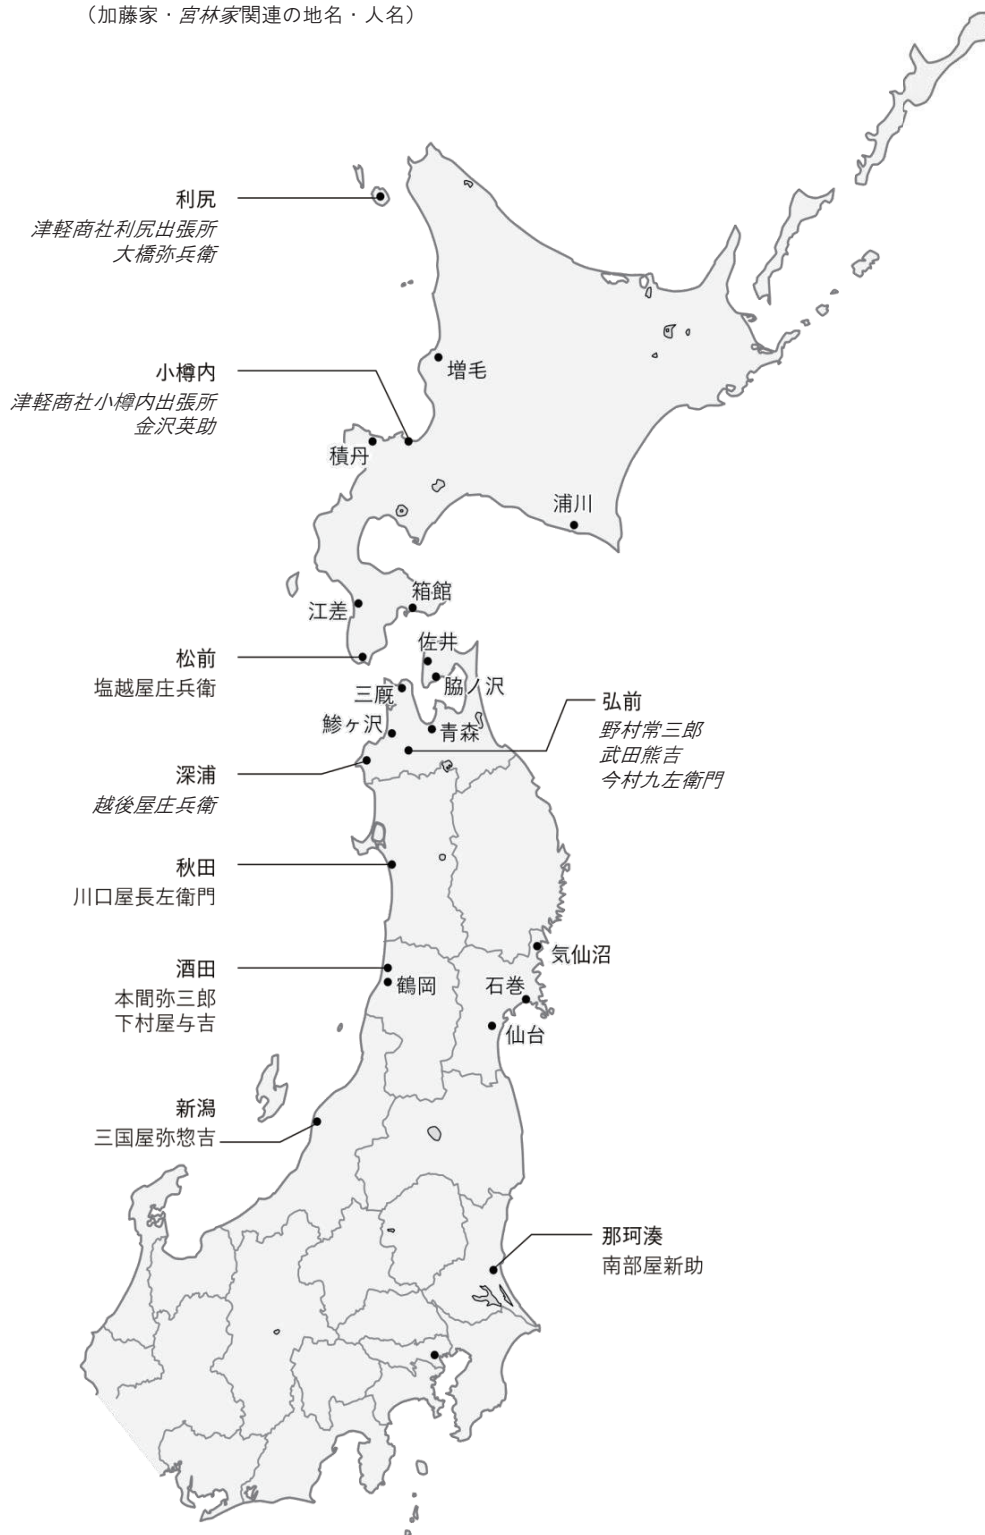 （加藤家・宮林家関連の地名・人名）
利尻
津軽商社利尻出張所
大橋弥兵衛
増毛
小樽内
津軽商社小樽内出張所
金沢英助
積丹
浦川
箱館
江差
佐井
松前
塩越屋庄兵衛
脇ノ沢
三厩
弘前
野村常三郎
武田熊吉
今村九左衛門
鰺ヶ沢
青森
深浦
越後屋庄兵衛
秋田
川口屋長左衛門
気仙沼
酒田
本間弥三郎
下村屋与吉
鶴岡
石巻
仙台
新潟
三国屋弥惣吉
那珂湊
南部屋新助